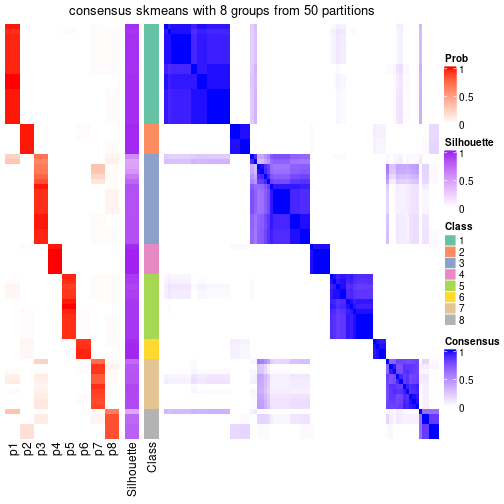 consensus skmeans with 8 groups from 50 partitions
Prob
1
0.5
0
Silhouette
1
0.5
0
Class
1
2
3
4
5
6
7
8
Consensus
1
0.5
0
p1 p2 p3 p4 p5 p6 p7 p8 Silhouette Class